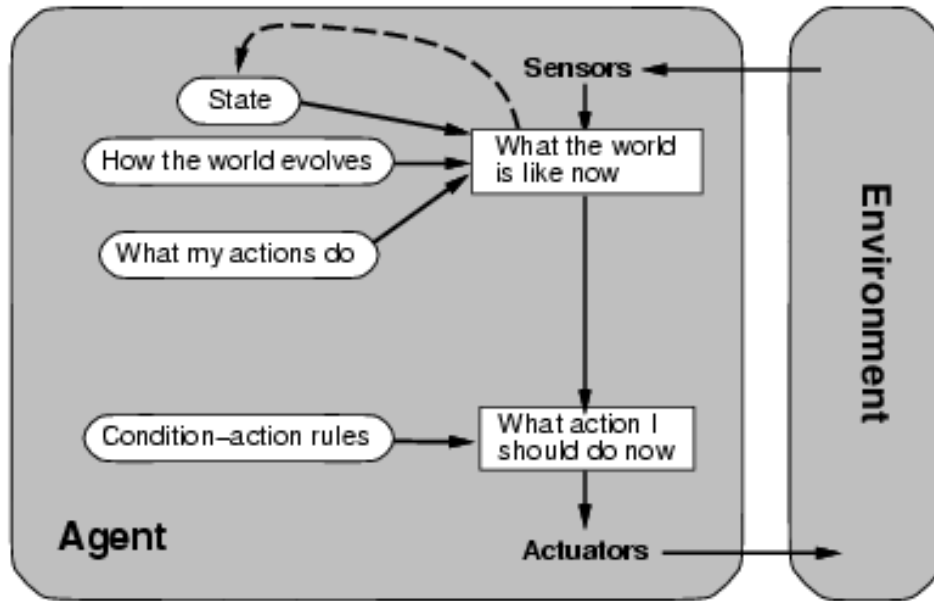 Sensors
State
How the world evolves
What the world
is like now
What my actions do
Environment
Condition–action rules
What action I
should do now
Agent
Actuators